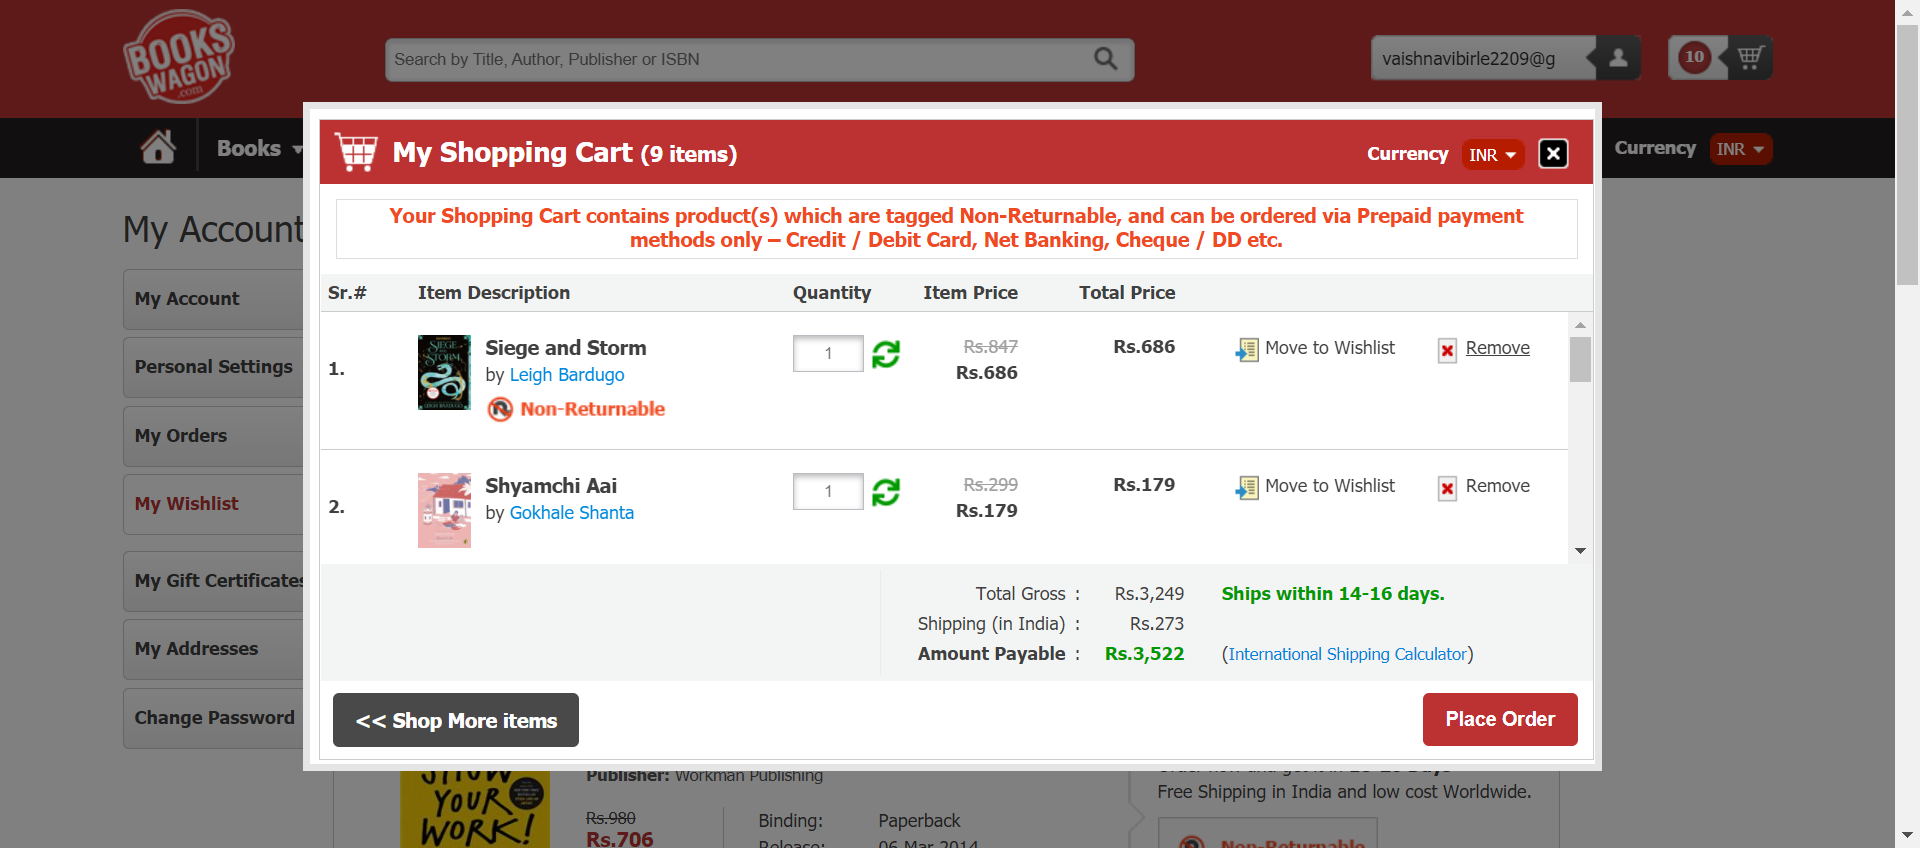 BOOKS
WAGON
.com
Search by Title, Author, Publisher or ISBN
vaishnavibirle2209@g
10
Books
Currency
INR
My Shopping Cart (9 items)
Currency
INR
Your Shopping Cart contains product(s) which are tagged Non-Returnable, and can be ordered via Prepaid payment
methods only – Credit / Debit Card, Net Banking, Cheque / DD etc.
Sr.# Item Description Quantity Item Price Total Price
1.
SIEGE
AND
STORM
LEIGH BARDUGO
Siege and Storm
by Leigh Bardugo
Non-Returnable
1
Rs.847
Rs.686
Rs.686
Move to Wishlist
Remove
2.
Shyamchi Aai
by Gokhale Shanta
1
Rs.299
Rs.179
Rs.179
Move to Wishlist
Remove
Total Gross : Rs.3,249 Ships within 14-16 days.
Shipping (in India) : Rs.273
Amount Payable : Rs.3,522 (International Shipping Calculator)
<< Shop More items
Place Order
My Account
My Account
Personal Settings
My Orders
My Wishlist
My Gift Certificates
My Addresses
Change Password
SHOW
YOUR
WORK!
Publisher: Workman Publishing
Rs.980
Rs.706
Binding: Paperback
Release: 06 Mar 2014
Free Shipping in India and low cost Worldwide.
Non-Returnable